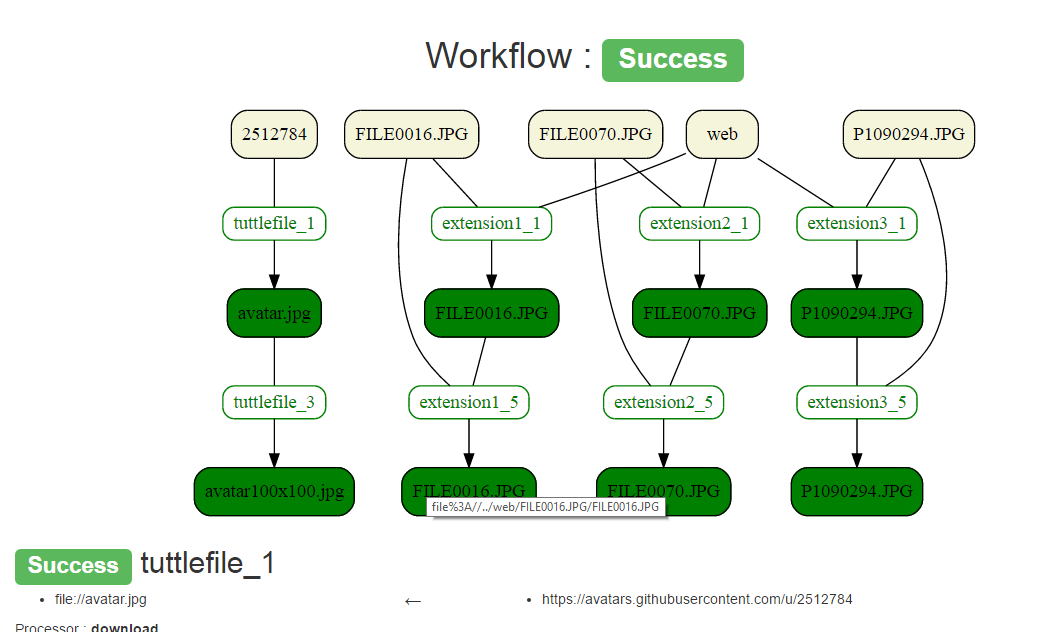 Workflow : Success
2512784 FILE0016.JPG FILE0070.JPG web P1090294.JPG
tuttlefile_1 extension1_1 extension2_1 extension3_1
avatar.jpg FILE0016.JPG FILE0070.JPG P1090294.JPG
tuttlefile_3 extension1_5 extension2_5 extension3_5
avatar100x100.jpg FILE0016.JPG FILE0070.JPG P1090294.JPG
file%3A//../web/FILE0016.JPG/FILE0016.JPG
Success tuttlefile_1
• file://avatar.jpg ← • https://avatars.githubusercontent.com/u/2512784
Processor : download